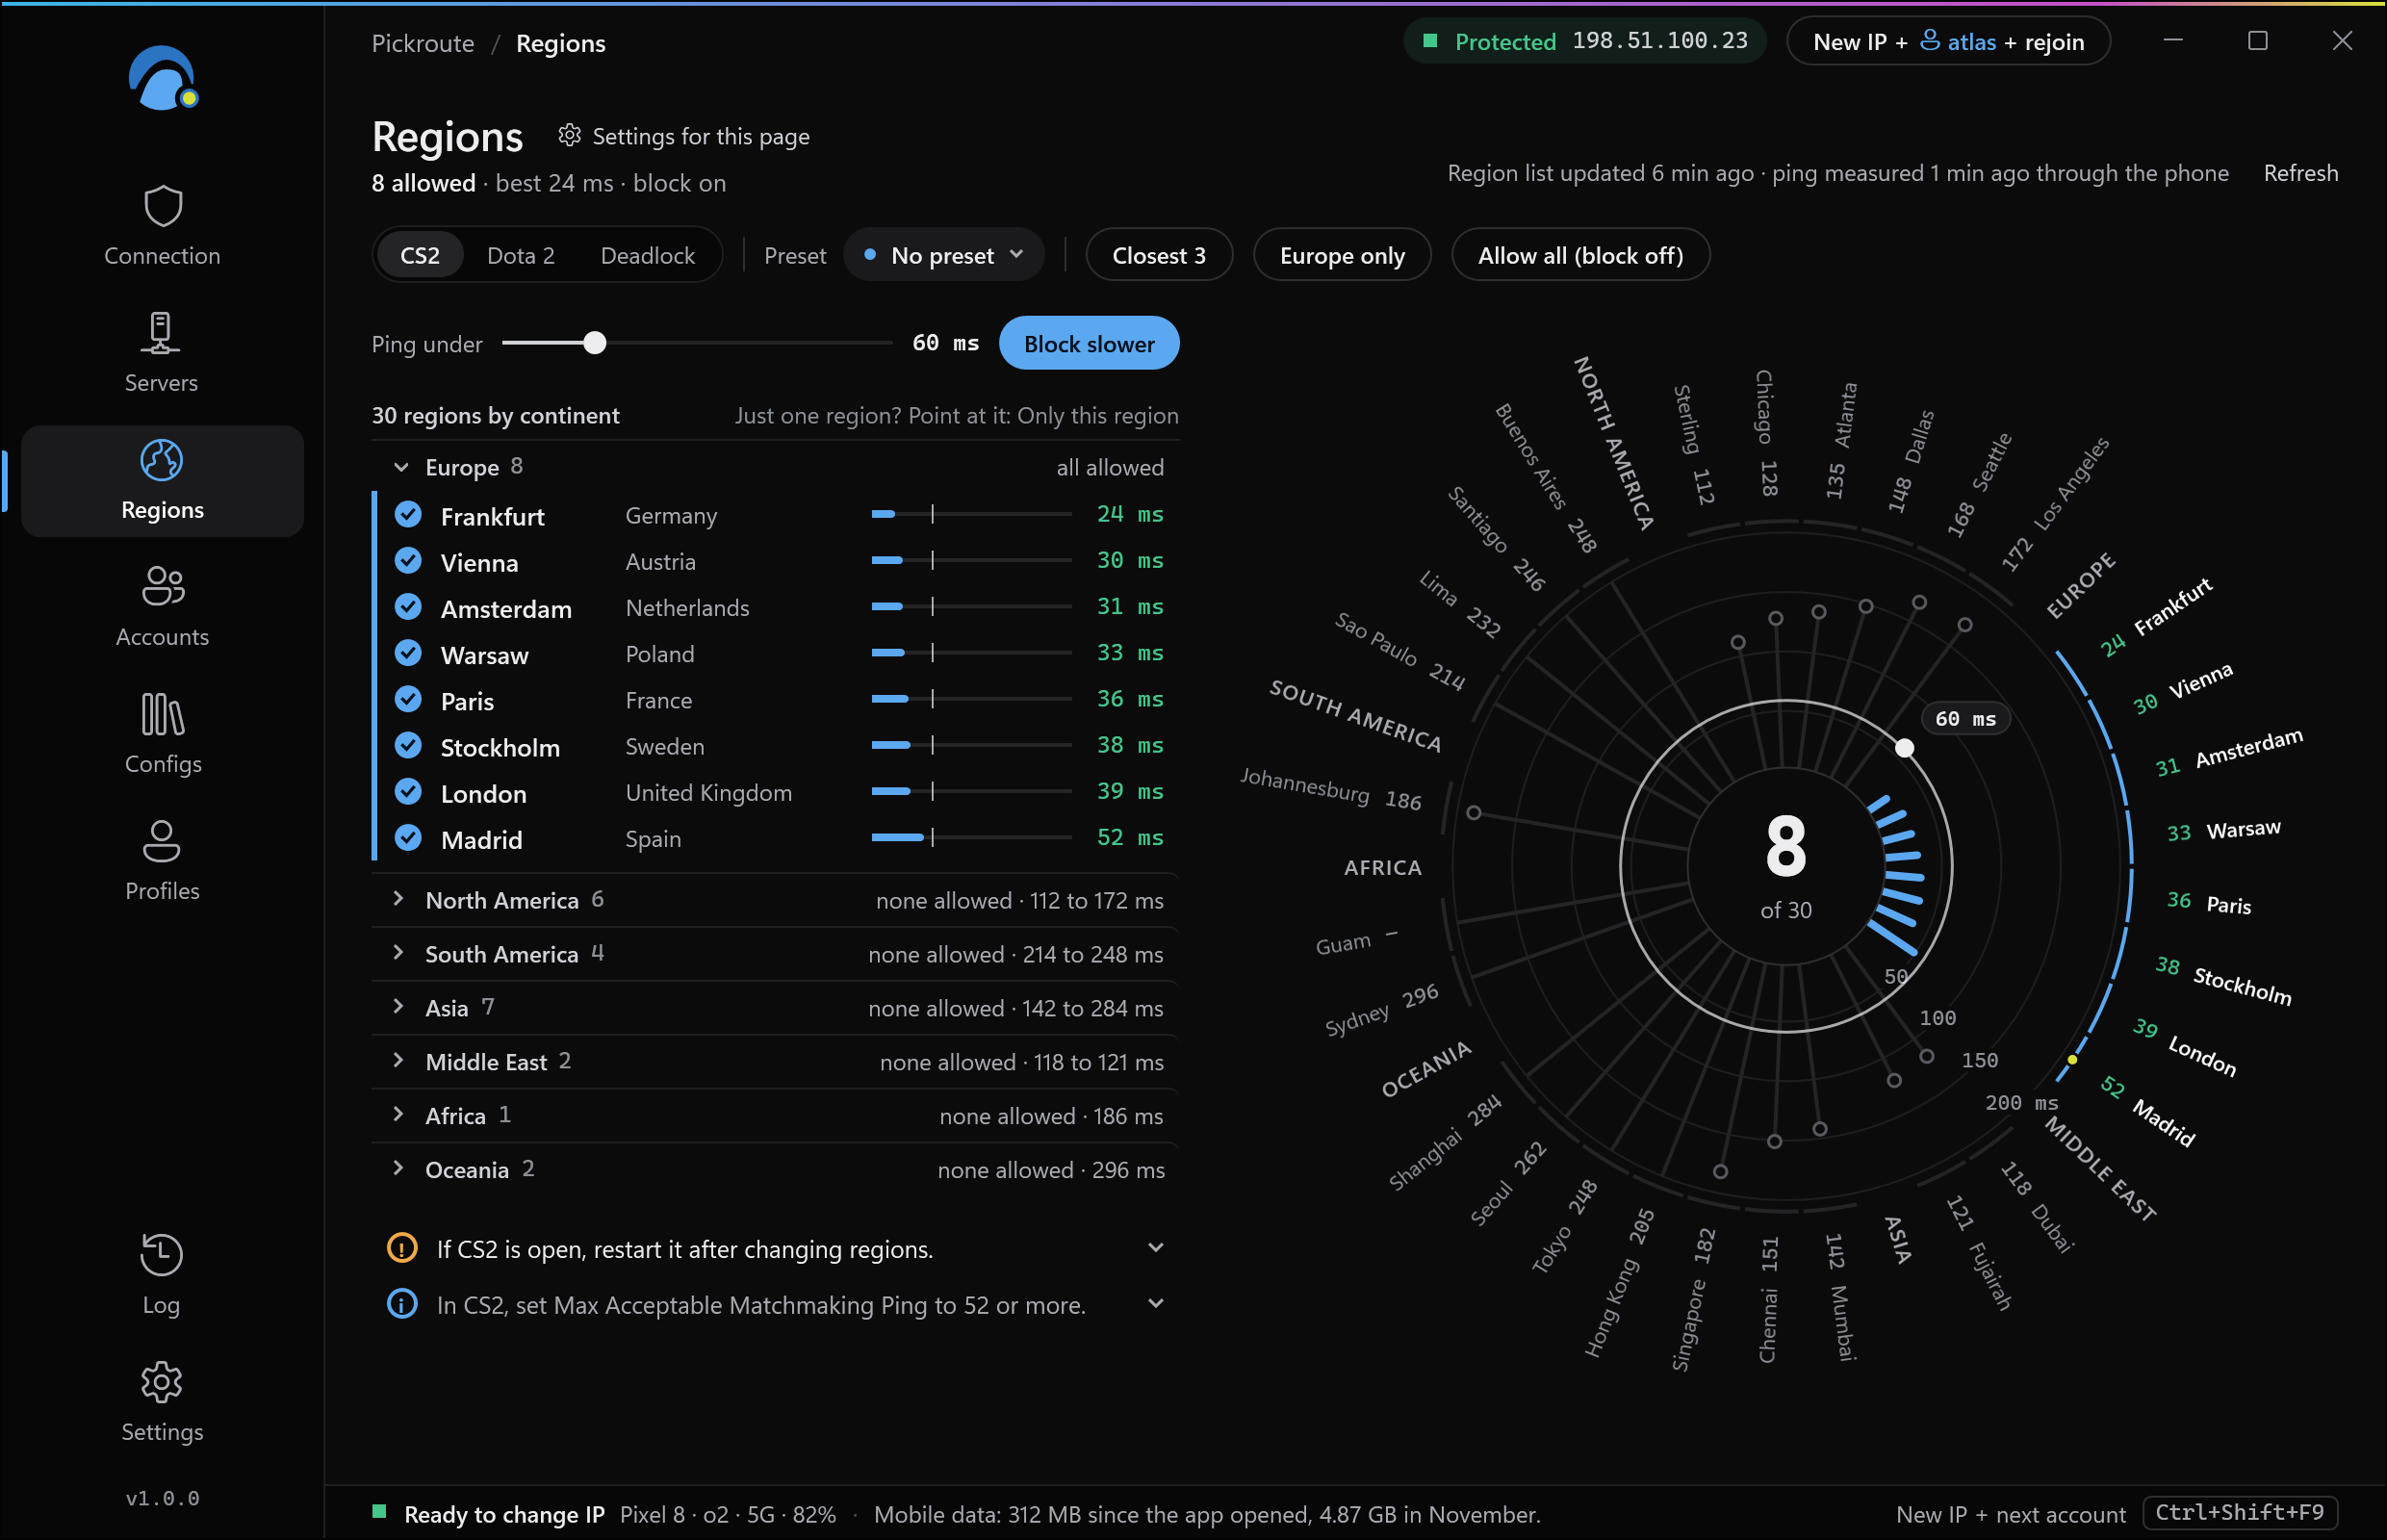 Pickroute / Regions
Protected 198.51.100.23
New IP + atlas + rejoin
Connection
Servers
Regions
Accounts
Configs
Profiles
Log
Settings
v1.0.0
Regions
Settings for this page
8 allowed · best 24 ms · block on
Region list updated 6 min ago · ping measured 1 min ago through the phone
Refresh
CS2 Dota 2 Deadlock
Preset No preset
Closest 3
Europe only
Allow all (block off)
Ping under 60 ms
Block slower
30 regions by continent
Just one region? Point at it: Only this region
Europe 8 all allowed
Frankfurt Germany 24 ms
Vienna Austria 30 ms
Amsterdam Netherlands 31 ms
Warsaw Poland 33 ms
Paris France 36 ms
Stockholm Sweden 38 ms
London United Kingdom 39 ms
Madrid Spain 52 ms
North America 6 none allowed · 112 to 172 ms
South America 4 none allowed · 214 to 248 ms
Asia 7 none allowed · 142 to 284 ms
Middle East 2 none allowed · 118 to 121 ms
Africa 1 none allowed · 186 ms
Oceania 2 none allowed · 296 ms
If CS2 is open, restart it after changing regions.
In CS2, set Max Acceptable Matchmaking Ping to 52 or more.
NORTH AMERICA
Sterling 112
Chicago 128
135 Atlanta
148 Dallas
168 Seattle
172 Los Angeles
EUROPE
24 Frankfurt
30 Vienna
31 Amsterdam
33 Warsaw
36 Paris
38 Stockholm
39 London
52 Madrid
MIDDLE EAST
118 Dubai
121 Fujairah
ASIA
142 Mumbai
Chennai 151
Singapore 182
Hong Kong 205
Tokyo 248
Seoul 262
Shanghai 284
OCEANIA
Sydney 296
Guam –
AFRICA
Johannesburg 186
SOUTH AMERICA
Sao Paulo 214
Lima 232
Santiago 246
Buenos Aires 248
60 ms
8
of 30
50
100
150
200 ms
Ready to change IP Pixel 8 · o2 · 5G · 82% · Mobile data: 312 MB since the app opened, 4.87 GB in November.
New IP + next account Ctrl+Shift+F9